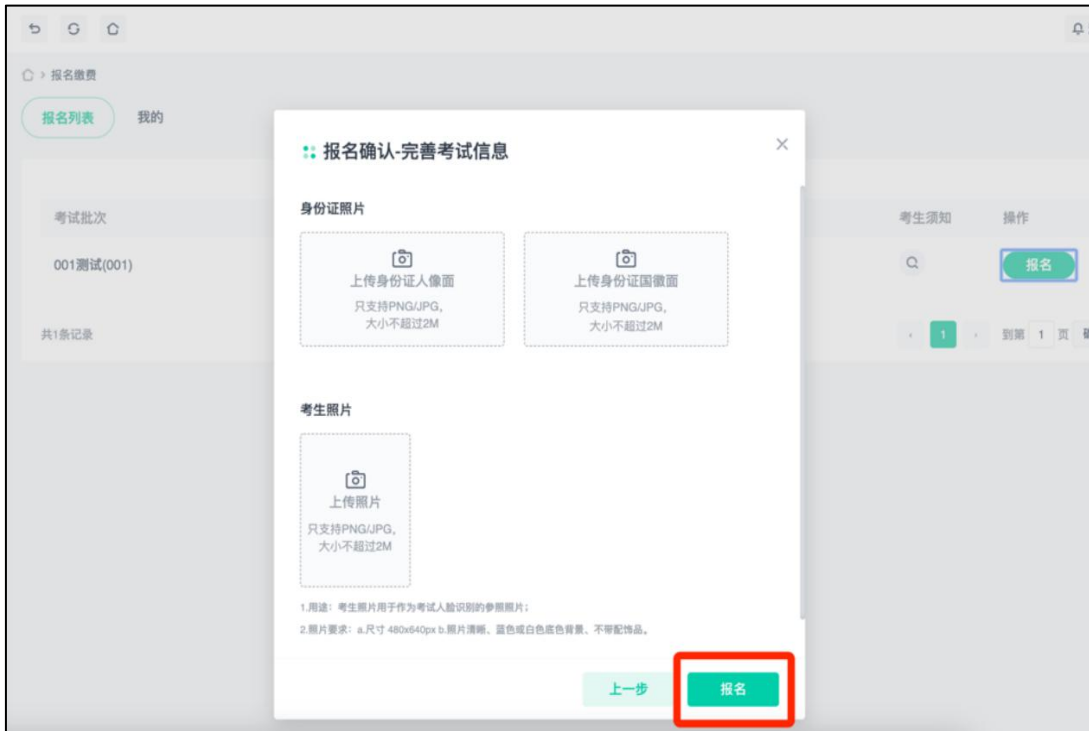 报名缴费
报名列表 我的
报名确认-完善考试信息
身份证照片
考试批次 考生须知 操作
上传身份证人像面 上传身份证国徽面
001测试(001) 报名
只支持PNG/JPG, 只支持PNG/JPG,
大小不超过2M 大小不超过2M
共1条记录 1 到第 1 页
考生照片
上传照片
只支持PNG/JPG,
大小不超过2M
1.用途：考生照片用于作为考试人脸识别的参照照片；
2.照片要求：a.尺寸 480x640px b.照片清晰、蓝色或白色底色背景、不带配饰品。
上一步 报名